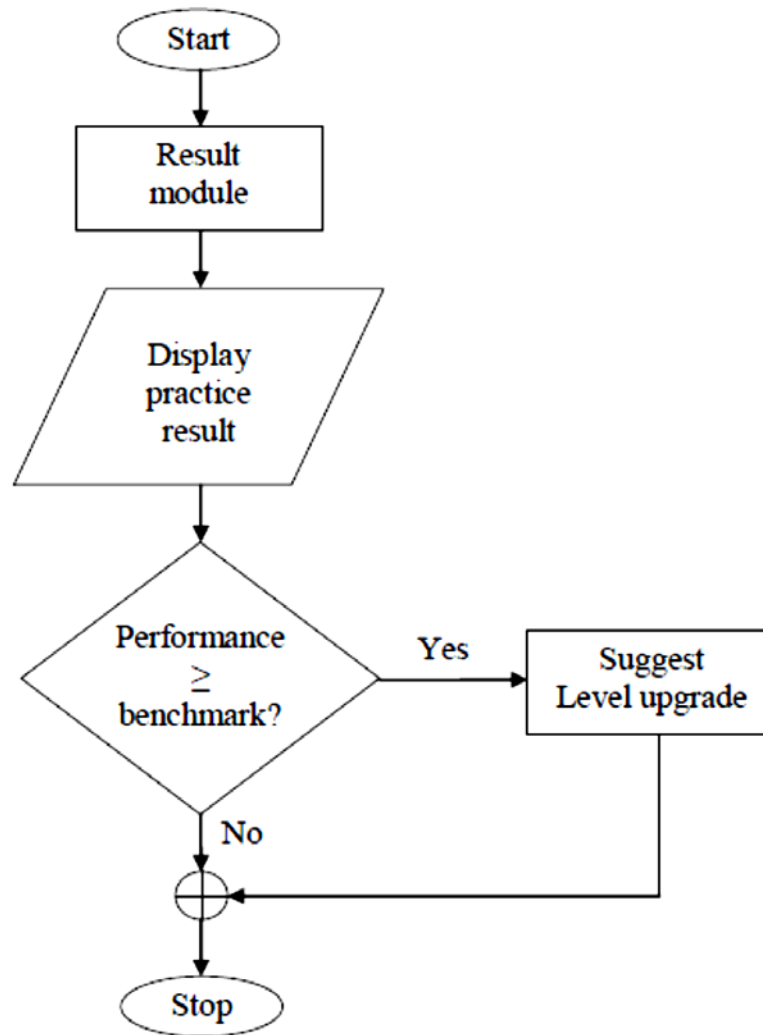 Start
Result
module
Display
practice
result
Performance
≥
benchmark?
Yes
Suggest
Level upgrade
No
Stop